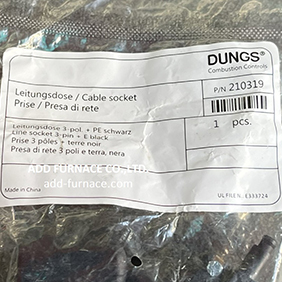 DUNGS®
Combustion Controls
Leitungsdose / Cable socket
Prise / Presa di rete
P/N 210319
Leitungsdose 3-pol. + PE schwarz
Line socket 3-pin + E black
Prise 3 pôles + terre noir
Presa di rete 3 poli e terra, nera
1 pcs.
ADD FURNACE CO.,LTD.
add-furnace.com
Made in China
UL FILE N.: E333724